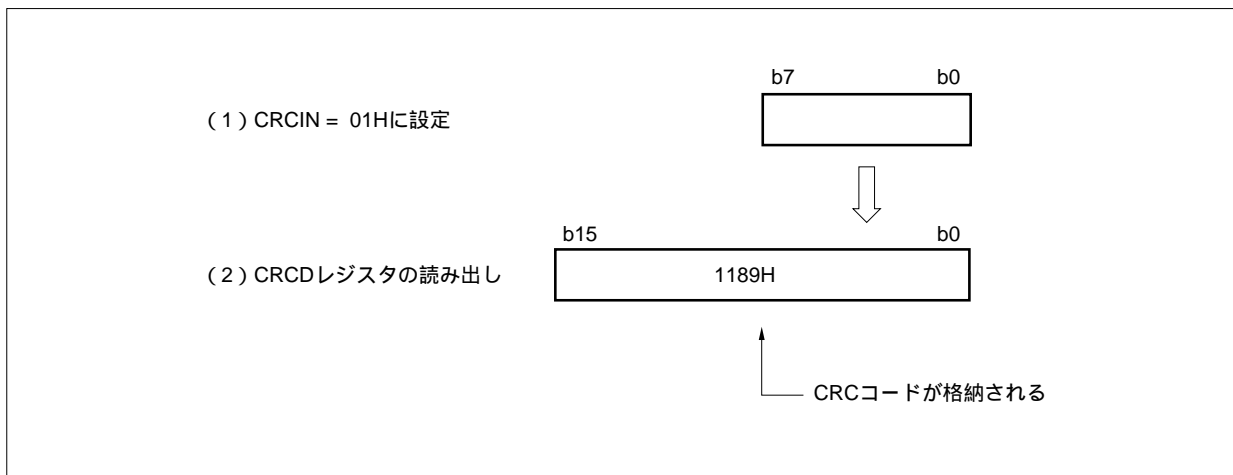 b7 b0
(1)CRCIN = 01Hに設定
b15 b0
(2)CRCDレジスタの読み出し 1189H
CRCコードが格納される